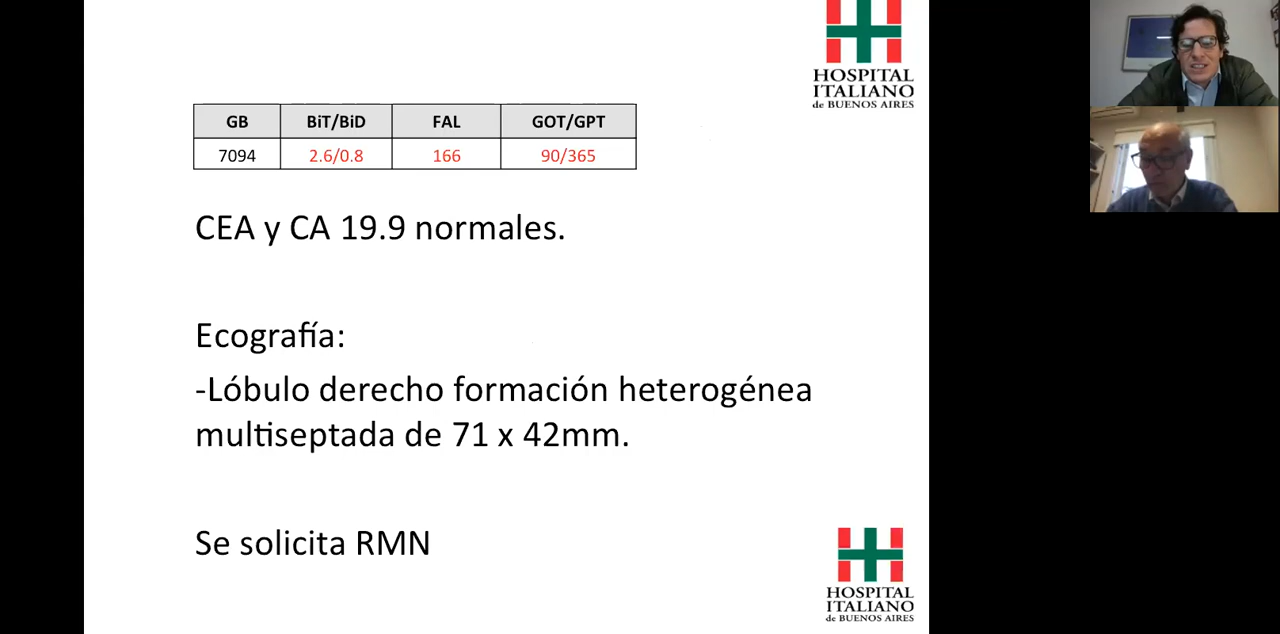 HOSPITAL
ITALIANO
de BUENOS AIRES
GB BiT/BiD FAL GOT/GPT
7094 2.6/0.8 166 90/365
CEA y CA 19.9 normales.
Ecografía:
-Lóbulo derecho formación heterogénea
multiseptada de 71 x 42mm.
Se solicita RMN
HOSPITAL
ITALIANO
de BUENOS AIRES